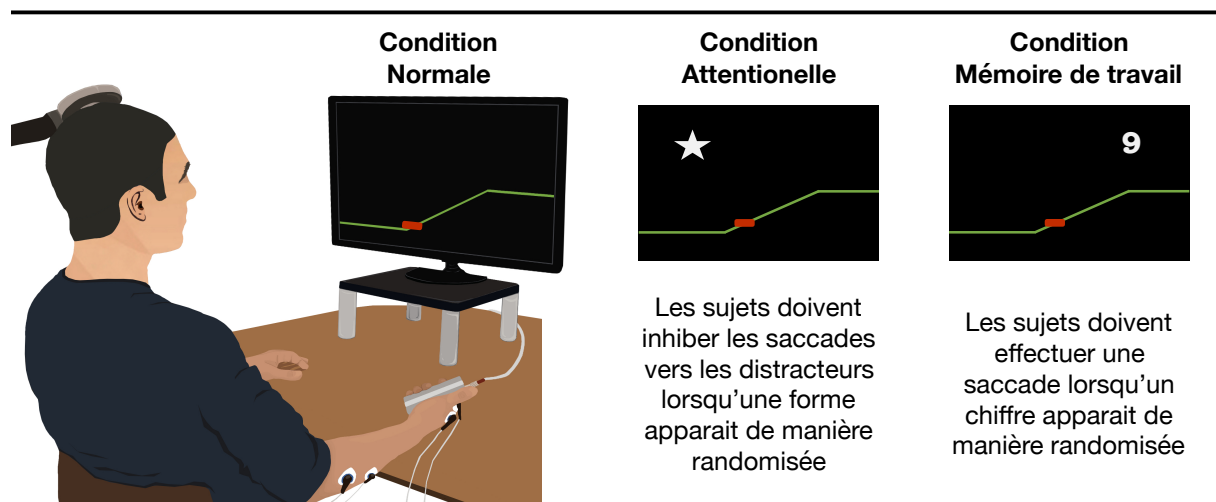 Condition
Normale
Condition
Attentionelle
Condition
Mémoire de travail
9
Les sujets doivent
inhiber les saccades
vers les distracteurs
lorsqu'une forme
apparait de manière
randomisée
Les sujets doivent
effectuer une
saccade lorsqu'un
chiffre apparait de
manière randomisée